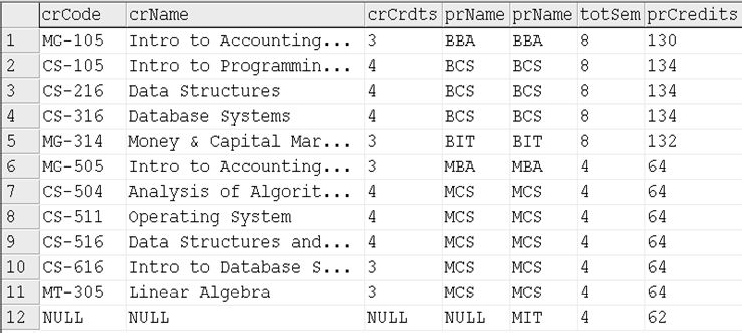 crCode crName crCrdts prName prName totSem prCredits
1 MG-105 Intro to Accounting... 3 BBA BBA 8 130
2 CS-105 Intro to Programmin... 4 BCS BCS 8 134
3 CS-216 Data Structures 4 BCS BCS 8 134
4 CS-316 Database Systems 4 BCS BCS 8 134
5 MG-314 Money & Capital Mar... 3 BIT BIT 8 132
6 MG-505 Intro to Accounting... 3 MBA MBA 4 64
7 CS-504 Analysis of Algorit... 4 MCS MCS 4 64
8 CS-511 Operating System 4 MCS MCS 4 64
9 CS-516 Data Structures and... 4 MCS MCS 4 64
10 CS-616 Intro to Database S... 3 MCS MCS 4 64
11 MT-305 Linear Algebra 3 MCS MCS 4 64
12 NULL NULL NULL NULL MIT 4 62